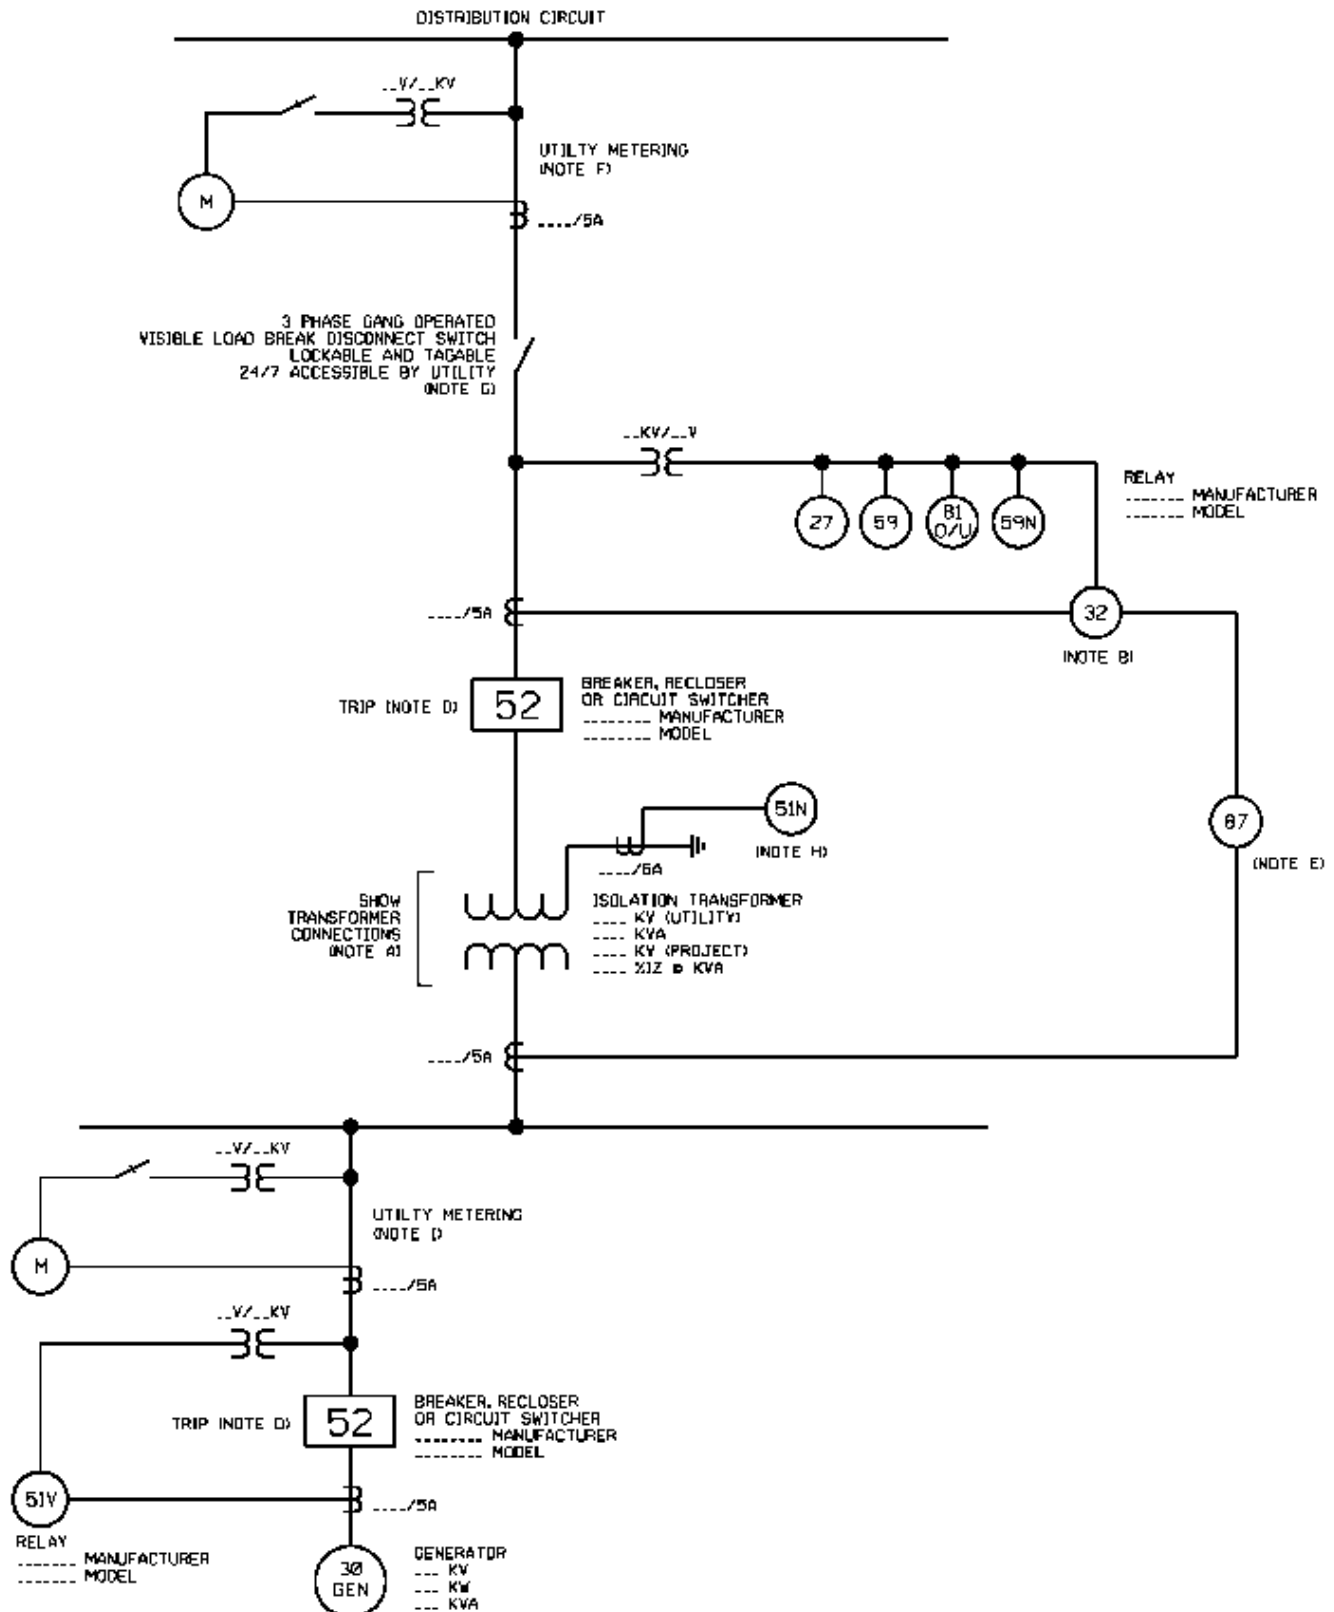 DISTRIBUTION CIRCUIT
__V/__KV
UTILTY METERING
(NOTE F)
M
____/5A
3 PHASE GANG OPERATED
VISIBLE LOAD BREAK DISCONNECT SWITCH
LOCKABLE AND TAGABLE
24/7 ACCESSIBLE BY UTILITY
(NOTE G)
__KV/__V
RELAY
_______ MANUFACTURER
_______ MODEL
27
59
81
O/U
59N
____/5A
32
(NOTE B)
TRIP (NOTE D)
52
BREAKER, RECLOSER
OR CIRCUIT SWITCHER
________ MANUFACTURER
________ MODEL
51N
(NOTE H)
____/5A
87
(NOTE E)
SHOW
TRANSFORMER
CONNECTIONS
(NOTE A)
ISOLATION TRANSFORMER
____ KV (UTILITY)
____ KVA
____ KV (PROJECT)
____ %IZ @ KVA
____/5A
__V/__KV
UTILTY METERING
(NOTE I)
M
____/5A
__V/__KV
TRIP (NOTE D)
52
BREAKER, RECLOSER
OR CIRCUIT SWITCHER
________ MANUFACTURER
________ MODEL
51V
____/5A
RELAY
_______ MANUFACTURER
_______ MODEL
30
GEN
GENERATOR
___ KV
___ KW
___ KVA